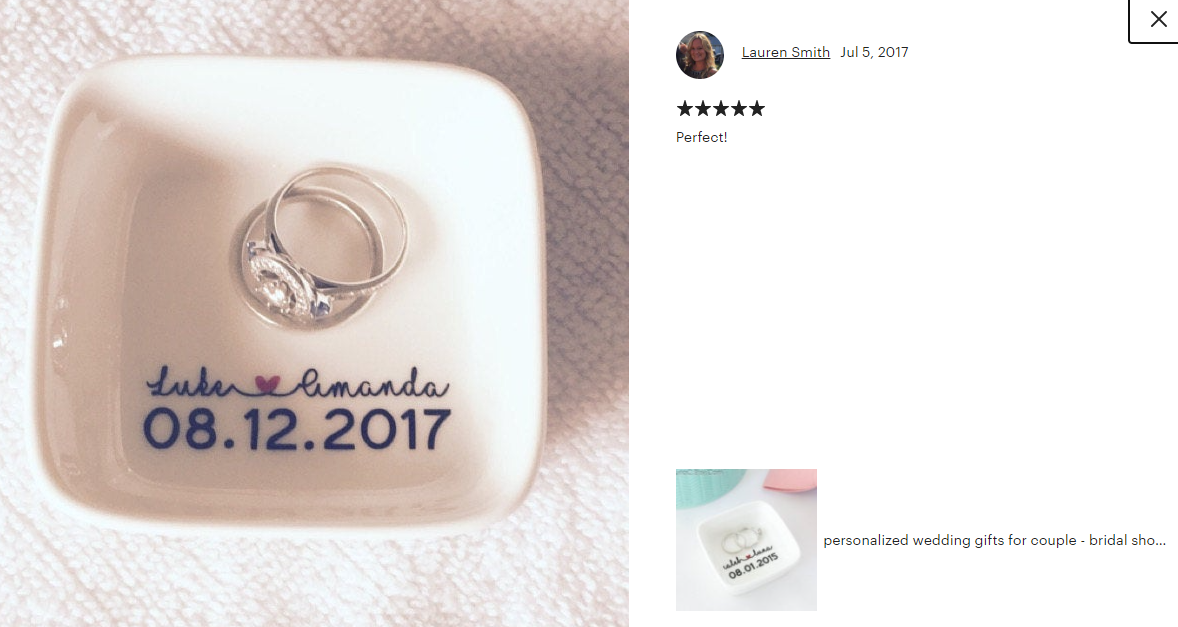 Luke Amanda
08.12.2017
Lauren Smith Jul 5, 2017
Perfect!
08.01.2015
personalized wedding gifts for couple - bridal sho...